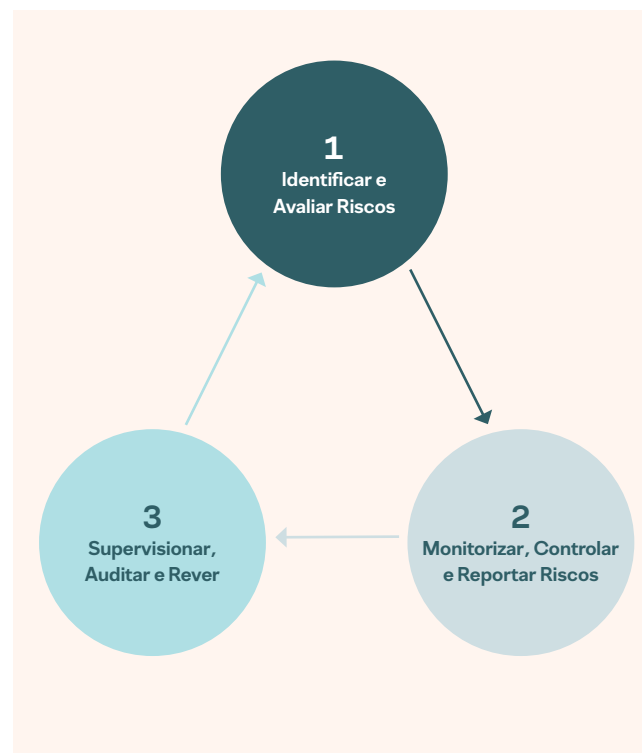 1
Identificar e
Avaliar Riscos
2
Monitorizar, Controlar
e Reportar Riscos
3
Supervisionar,
Auditar e Rever